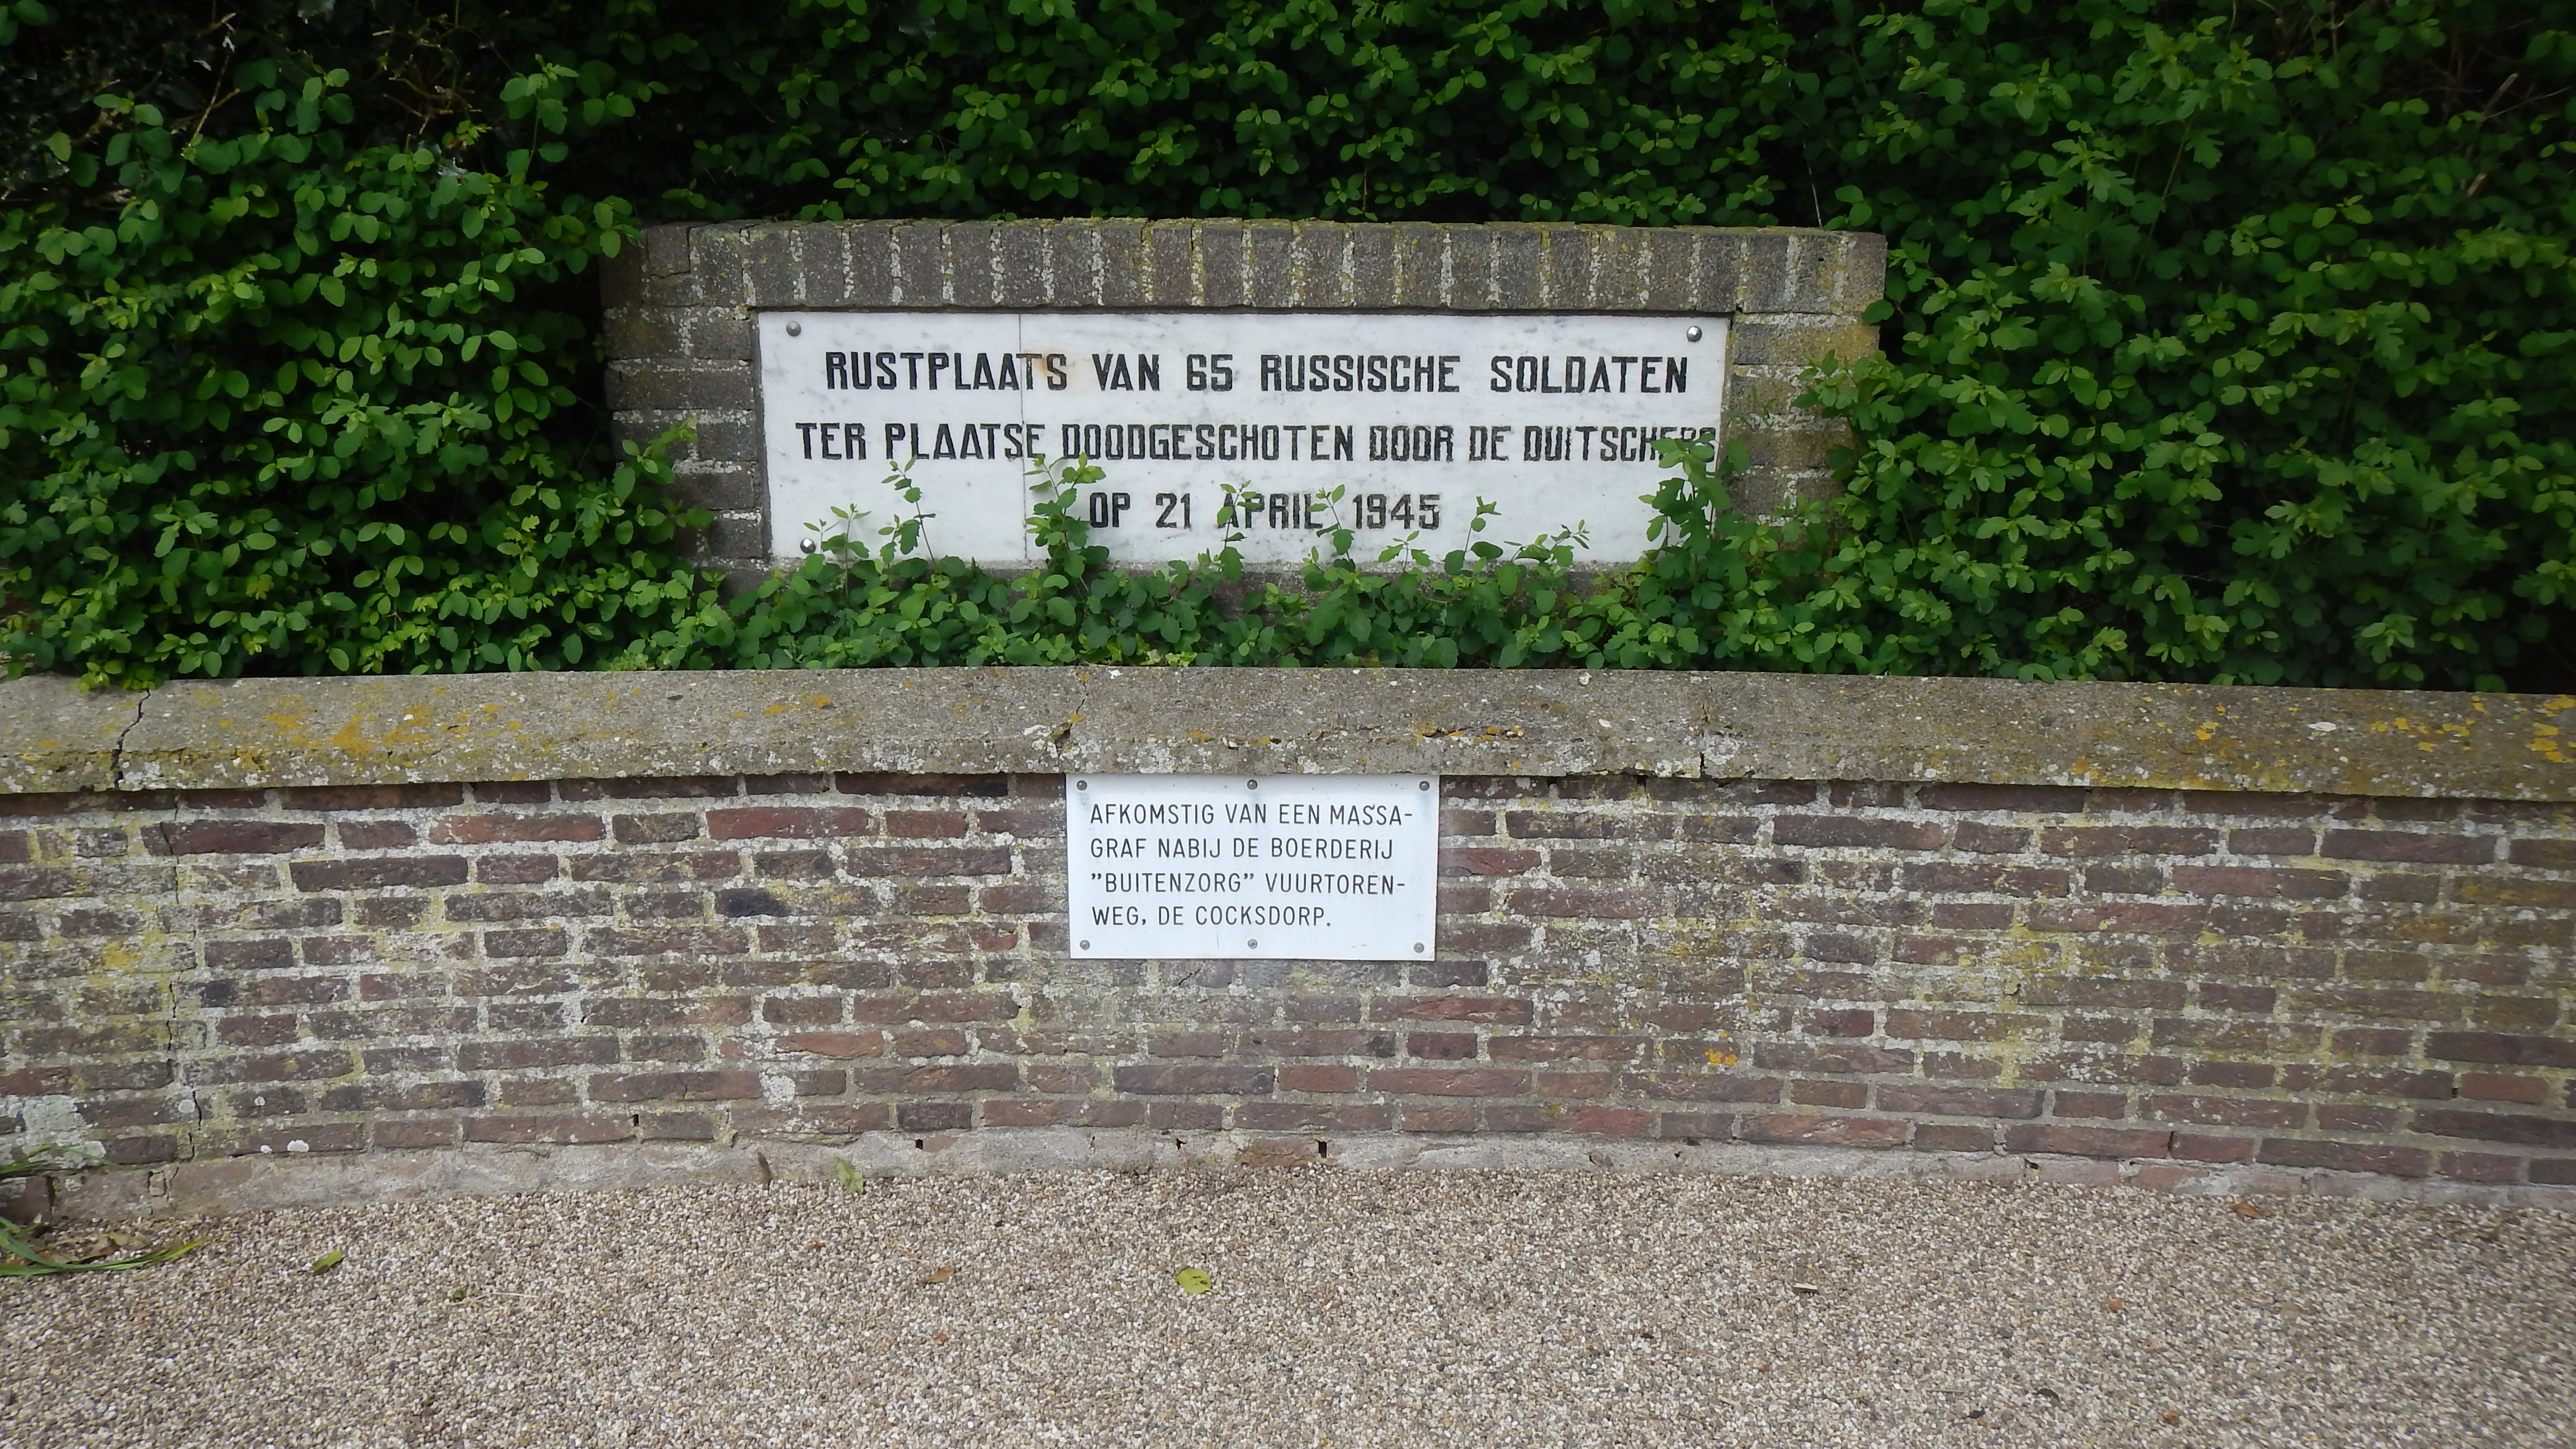 RUSTPLAATS VAN 65 RUSSISCHE SOLDATEN
TER PLAATSE DOODGESCHOTEN DOOR DE DUITSCHERS
OP 21 APRIL 1945
AFKOMSTIG VAN EEN MASSA-
GRAF NABIJ DE BOERDERIJ
"BUITENZORG" VUURTOREN-
WEG, DE COCKSDORP.